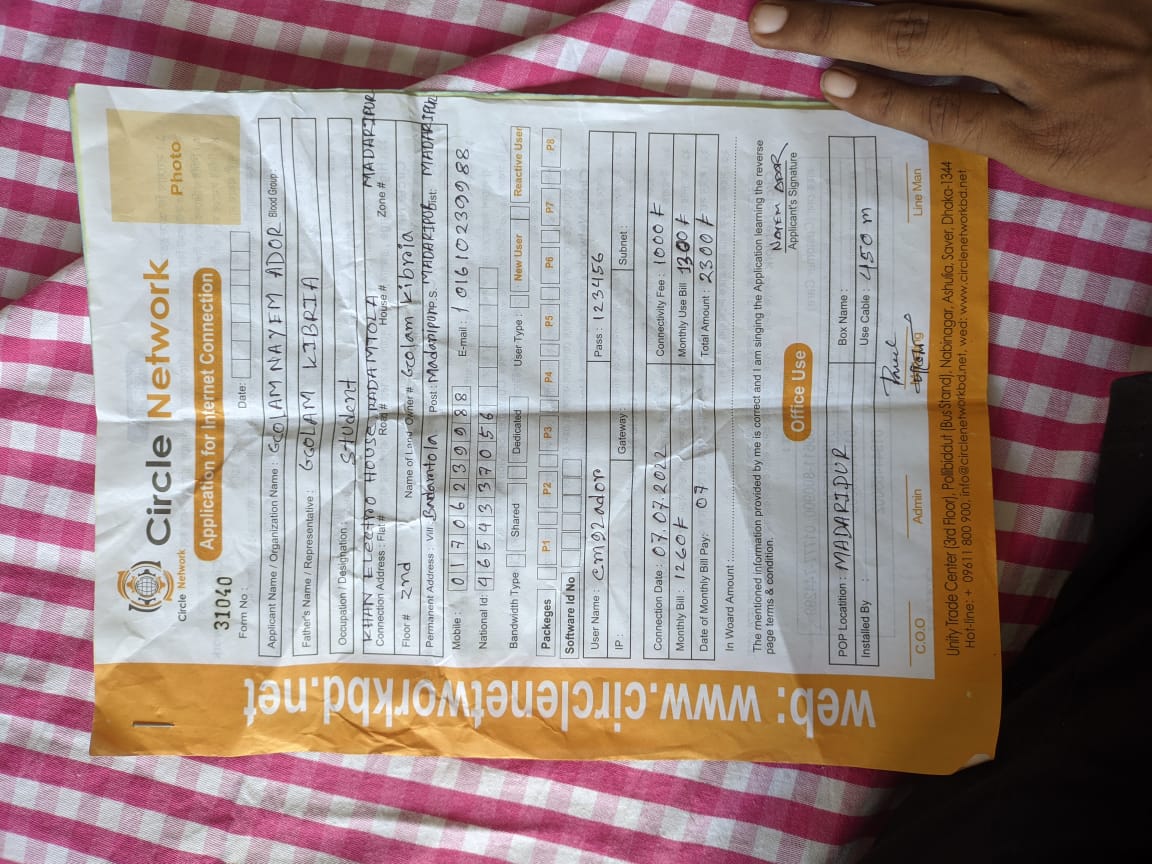 Circle Network
Circle Network
Photo
31040
Application for Internet Connection
Form No :
Date:
Applicant Name / Organization Name : GOLAM NAYEM ADOR Blood Group:
Father's Name / Representative : GOLAM KIBRIA
Occupation / Designation : Student
KHAN ELECTRO HOUSE BADAMTOLA MADARIPUR
Connection Address : Flat# Road # House # Zone #
Floor # 2nd Name of Land Owner # Golam Kibria
Permanent Address : Vill: Badamtola Post : Madaripur P.S. MADARIPUR Dist: MADARIPUR
Mobile : 01706239988 E-mail : 01610239988
National Id: 4654370156
Bandwidth Type : Shared Dedicated User Type : New User Reactive User
Packeges P1 P2 P3 P4 P5 P6 P7 P8
Software Id No
User Name : cm92ador Pass : 123456
IP : Gateway : Subnet :
Connection Date : 07.07.2022 Connectivity Fee : 1000 ৳
Monthly Bill : 1260 ৳ Monthly Use Bill 1300 ৳
Date of Monthly Bill Pay: 07 Total Amount : 2300 ৳
In Woard Amount :
The mentioned information provided by me is correct and I am singing the Application learning the reverse
page terms & condition.
NAYEM ADOR
Applicant's Signature
Office Use
POP Locatition : MADARIPUR Box Name :
Installed By : Use Cable : 450 m
C.O.O Admin Line Man
Unity Trade Center (3rd Floor), Pollibiddut (Bus Stand), Nabinagar, Ashulia, Saver, Dhaka-1344
Hot-line: + 09611 800 900, info@circlenetworkbd.net, wed: www.circlenetworkbd.net
web: www.circlenetworkbd.net